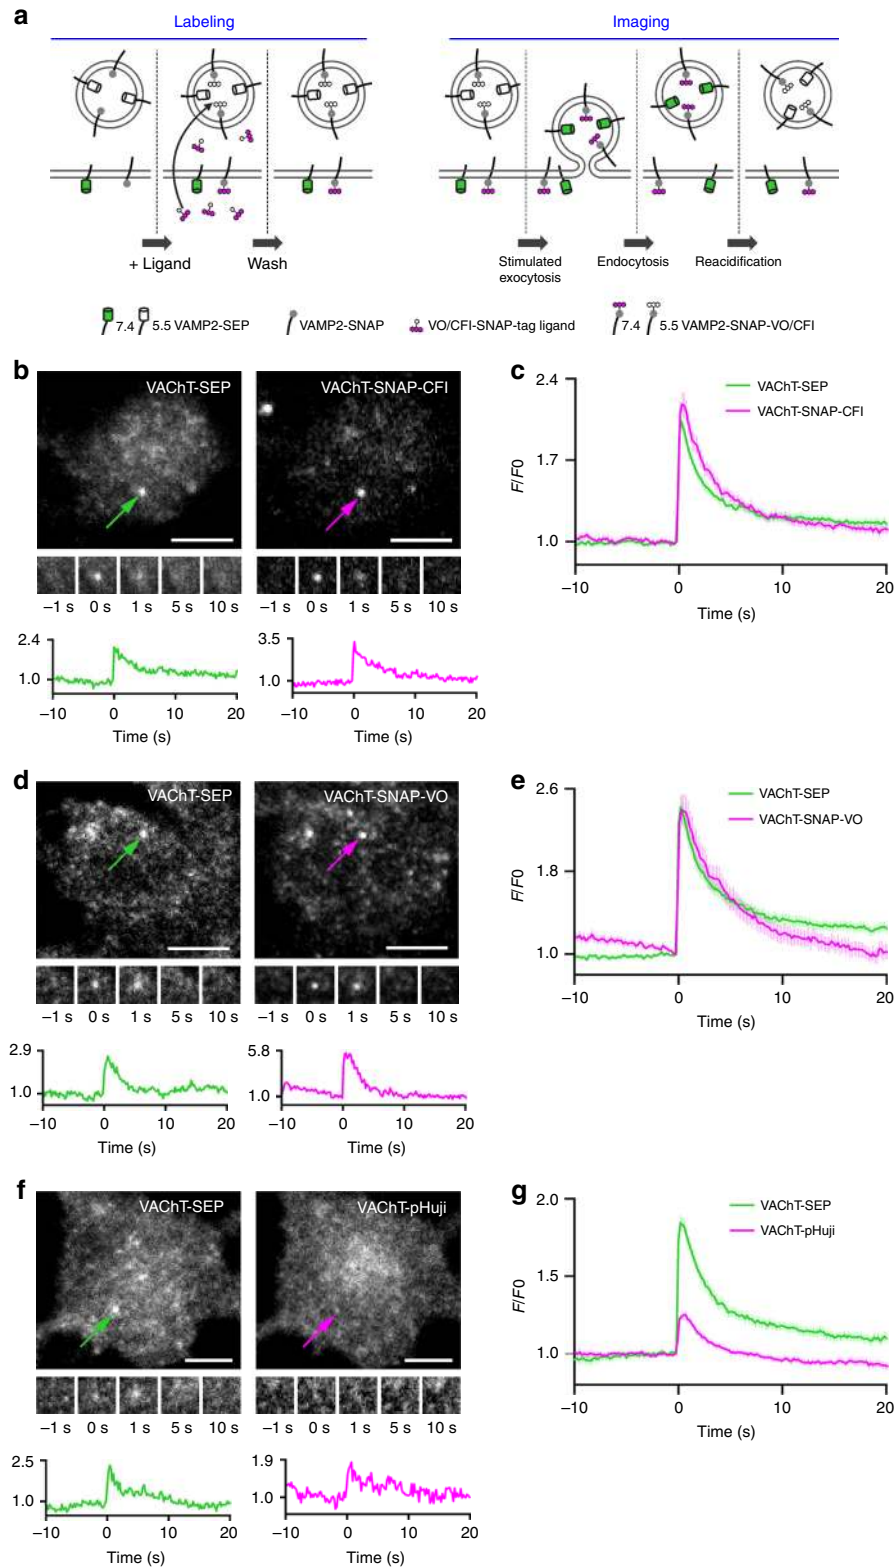 a
Labeling
Imaging
+ Ligand
Wash
Stimulated
exocytosis
Endocytosis
Reacidification
7.4 5.5 VAMP2-SEP
VAMP2-SNAP
VO/CFI-SNAP-tag ligand
7.4 5.5 VAMP2-SNAP-VO/CFI
b
VAChT-SEP
VAChT-SNAP-CFI
–1 s 0 s 1 s 5 s 10 s
–1 s 0 s 1 s 5 s 10 s
2.4
1.0
–10 0 10 20
Time (s)
3.5
1.0
–10 0 10 20
Time (s)
c
2.4
1.7
1.0
F/F0
VAChT-SEP
VAChT-SNAP-CFI
–10 0 10 20
Time (s)
d
VAChT-SEP
VAChT-SNAP-VO
–1 s 0 s 1 s 5 s 10 s
–1 s 0 s 1 s 5 s 10 s
2.9
1.0
–10 0 10 20
Time (s)
5.8
1.0
–10 0 10 20
Time (s)
e
2.6
1.8
1.0
F/F0
VAChT-SEP
VAChT-SNAP-VO
–10 0 10 20
Time (s)
f
VAChT-SEP
VAChT-pHuji
–1 s 0 s 1 s 5 s 10 s
–1 s 0 s 1 s 5 s 10 s
2.5
1.0
–10 0 10 20
Time (s)
1.9
1.0
–10 0 10 20
Time (s)
g
2.0
1.5
1.0
F/F0
VAChT-SEP
VAChT-pHuji
–10 0 10 20
Time (s)